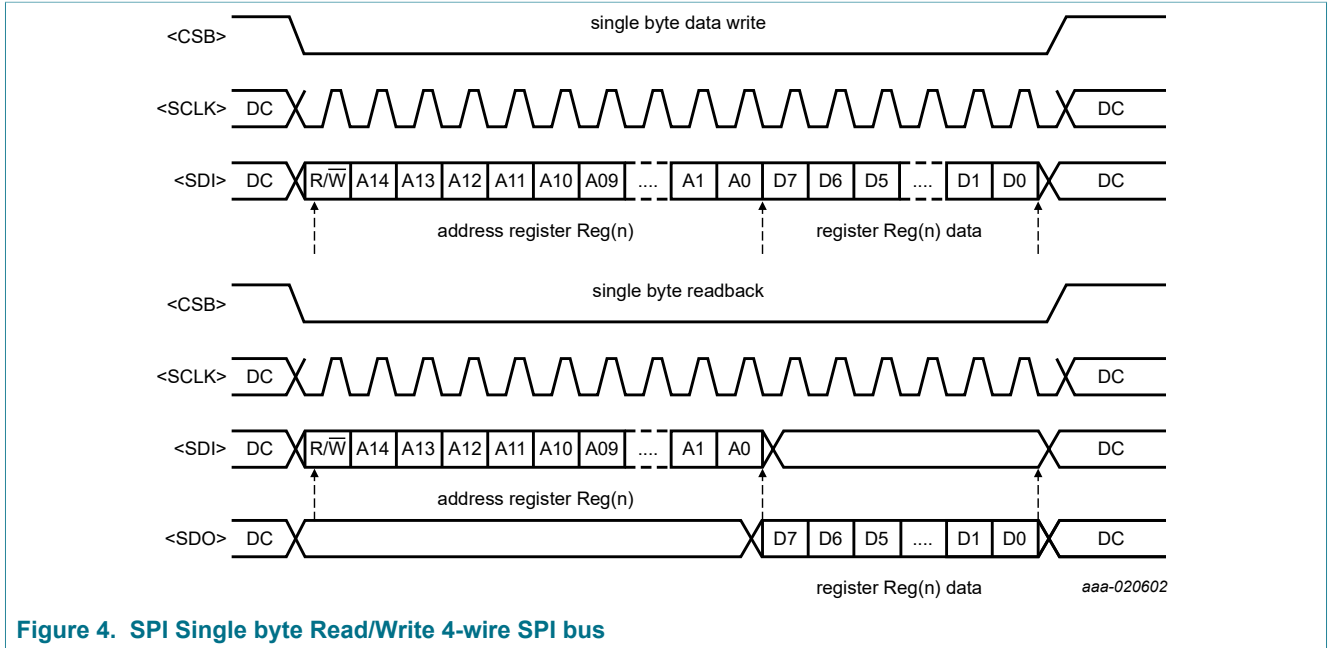 <CSB> single byte data write
<SCLK> DC DC
<SDI> DC R/W̅ A14 A13 A12 A11 A10 A09 .... A1 A0 D7 D6 D5 .... D1 D0 DC
address register Reg(n) register Reg(n) data
<CSB> single byte readback
<SCLK> DC DC
<SDI> DC R/W̅ A14 A13 A12 A11 A10 A09 .... A1 A0 DC
address register Reg(n)
<SDO> DC D7 D6 D5 .... D1 D0 DC
register Reg(n) data aaa-020602
Figure 4. SPI Single byte Read/Write 4-wire SPI bus